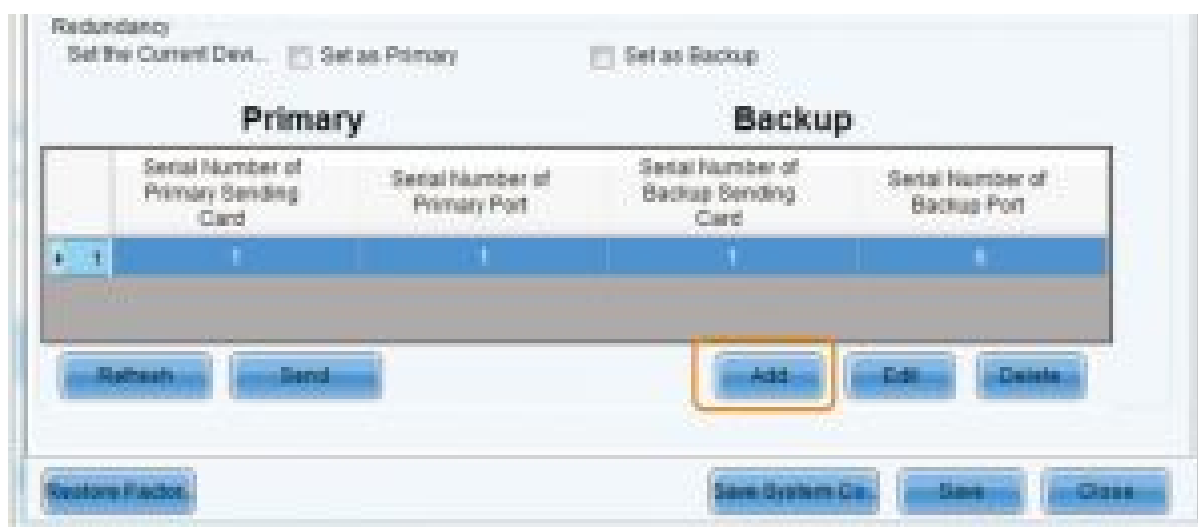 Redundancy
Set the Current Devi... Set as Primary Set as Backup
Primary Backup
Serial Number of Primary Sending Card
Serial Number of Primary Port
Serial Number of Backup Sending Card
Serial Number of Backup Port
1 1 1 1
Refresh Send Add Edit Delete
Restore Factor.. Save System Co.. Save Close